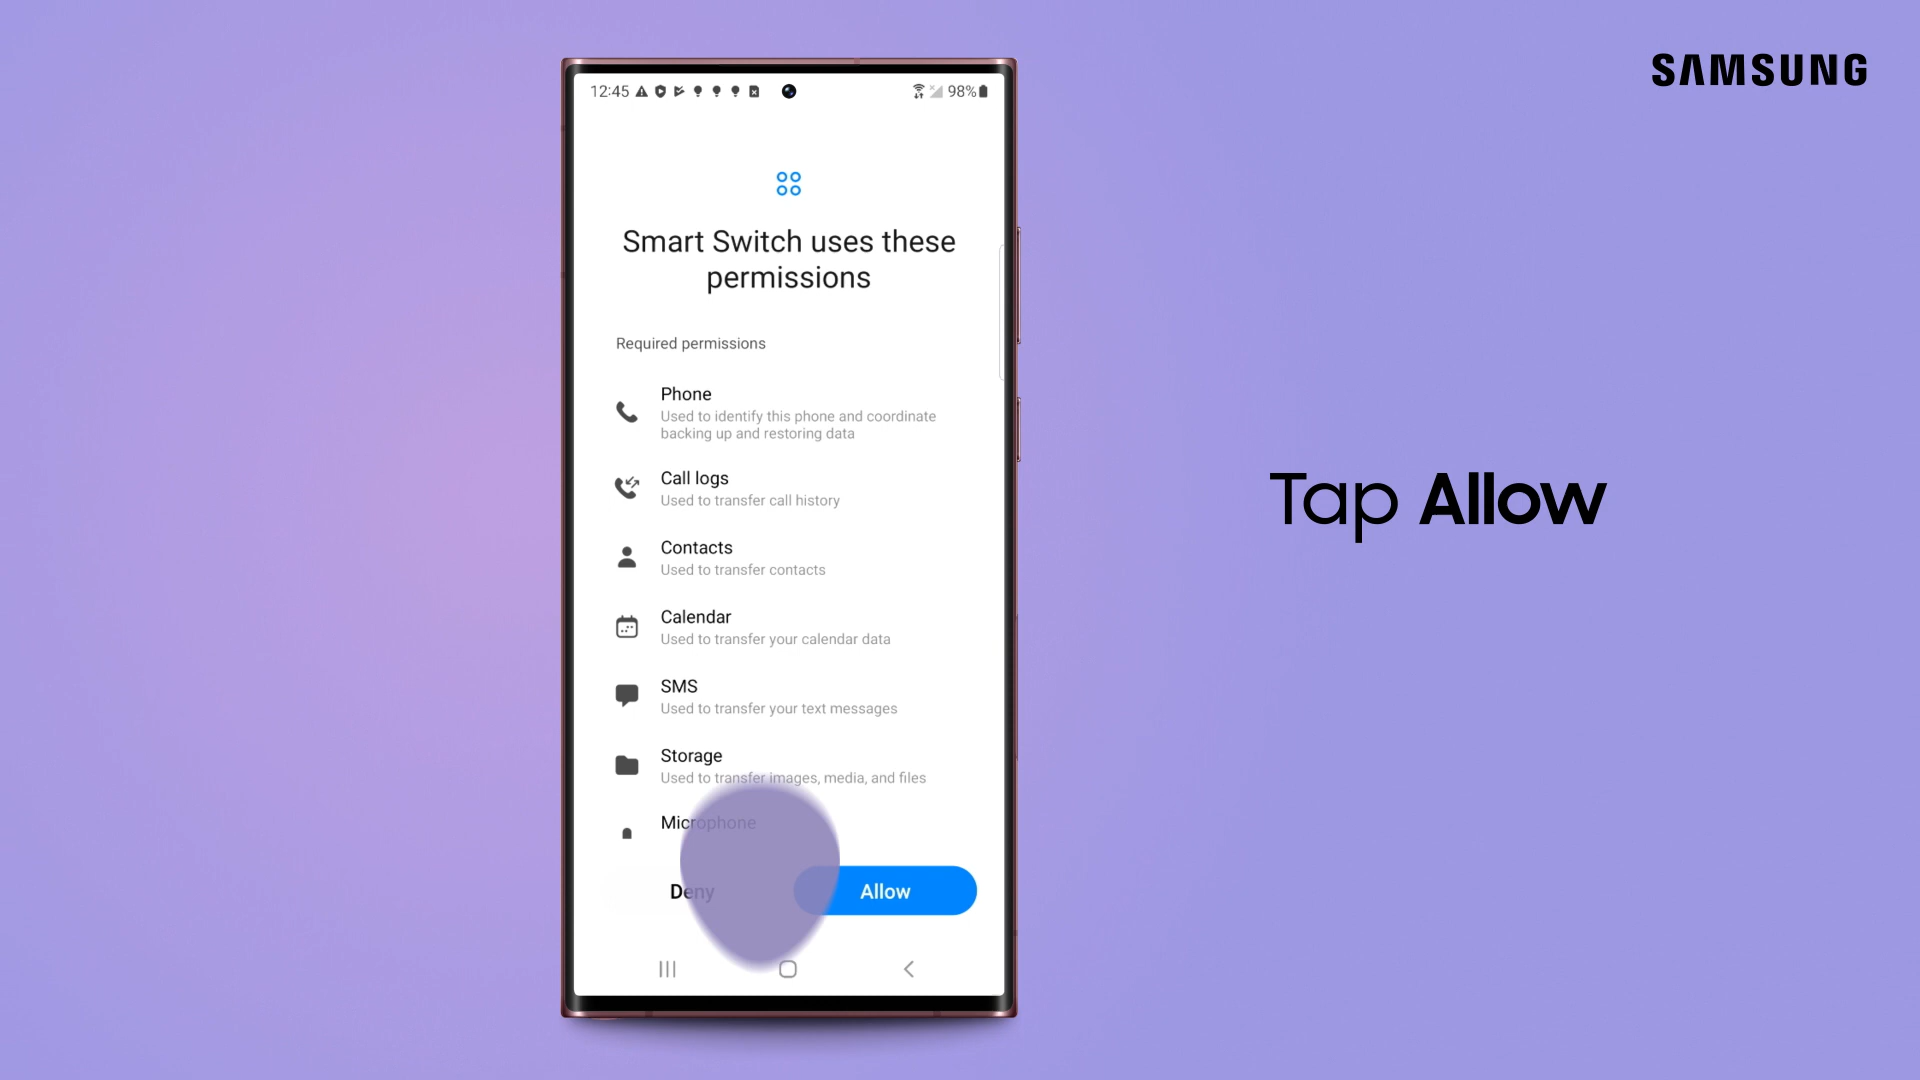 SAMSUNG
12:45
98%
Smart Switch uses these
permissions
Required permissions
Phone
Used to identify this phone and coordinate
backing up and restoring data
Call logs
Used to transfer call history
Contacts
Used to transfer contacts
Calendar
Used to transfer your calendar data
SMS
Used to transfer your text messages
Storage
Used to transfer images, media, and files
Microphone
Deny
Allow
Tap Allow